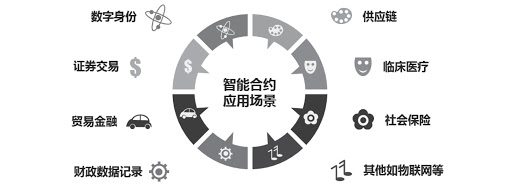 数字身份
供应链
证券交易
临床医疗
智能合约
应用场景
贸易金融
社会保险
财政数据记录
其他如物联网等